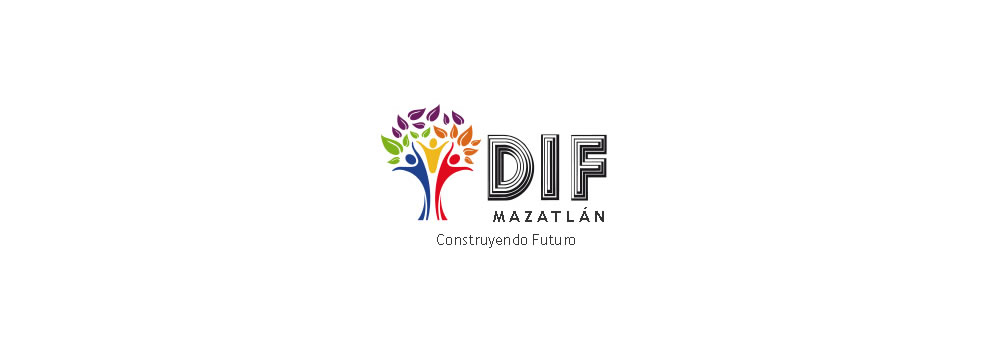 DIF
MAZATLÁN
Construyendo Futuro